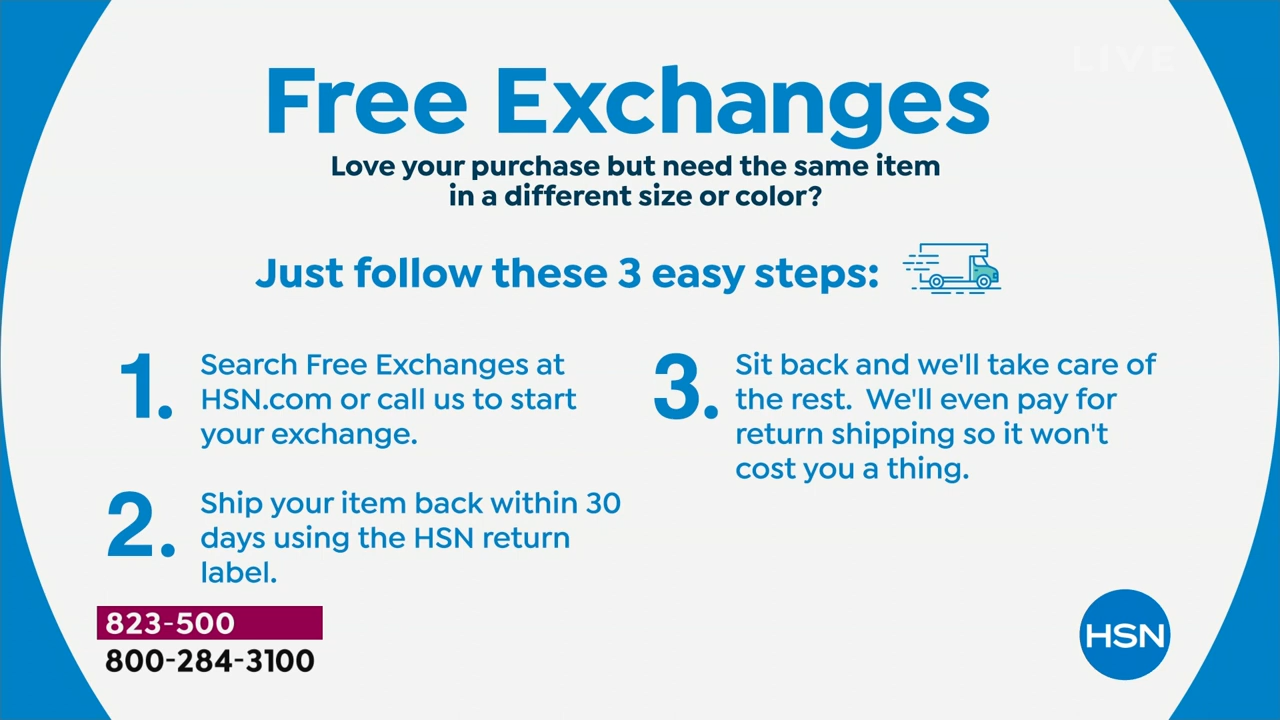 LIVE
Free Exchanges
Love your purchase but need the same item
in a different size or color?
Just follow these 3 easy steps:
1.
Search Free Exchanges at
HSN.com or call us to start
your exchange.
2.
Ship your item back within 30
days using the HSN return
label.
3.
Sit back and we'll take care of
the rest.  We'll even pay for
return shipping so it won't
cost you a thing.
823-500
800-284-3100
HSN